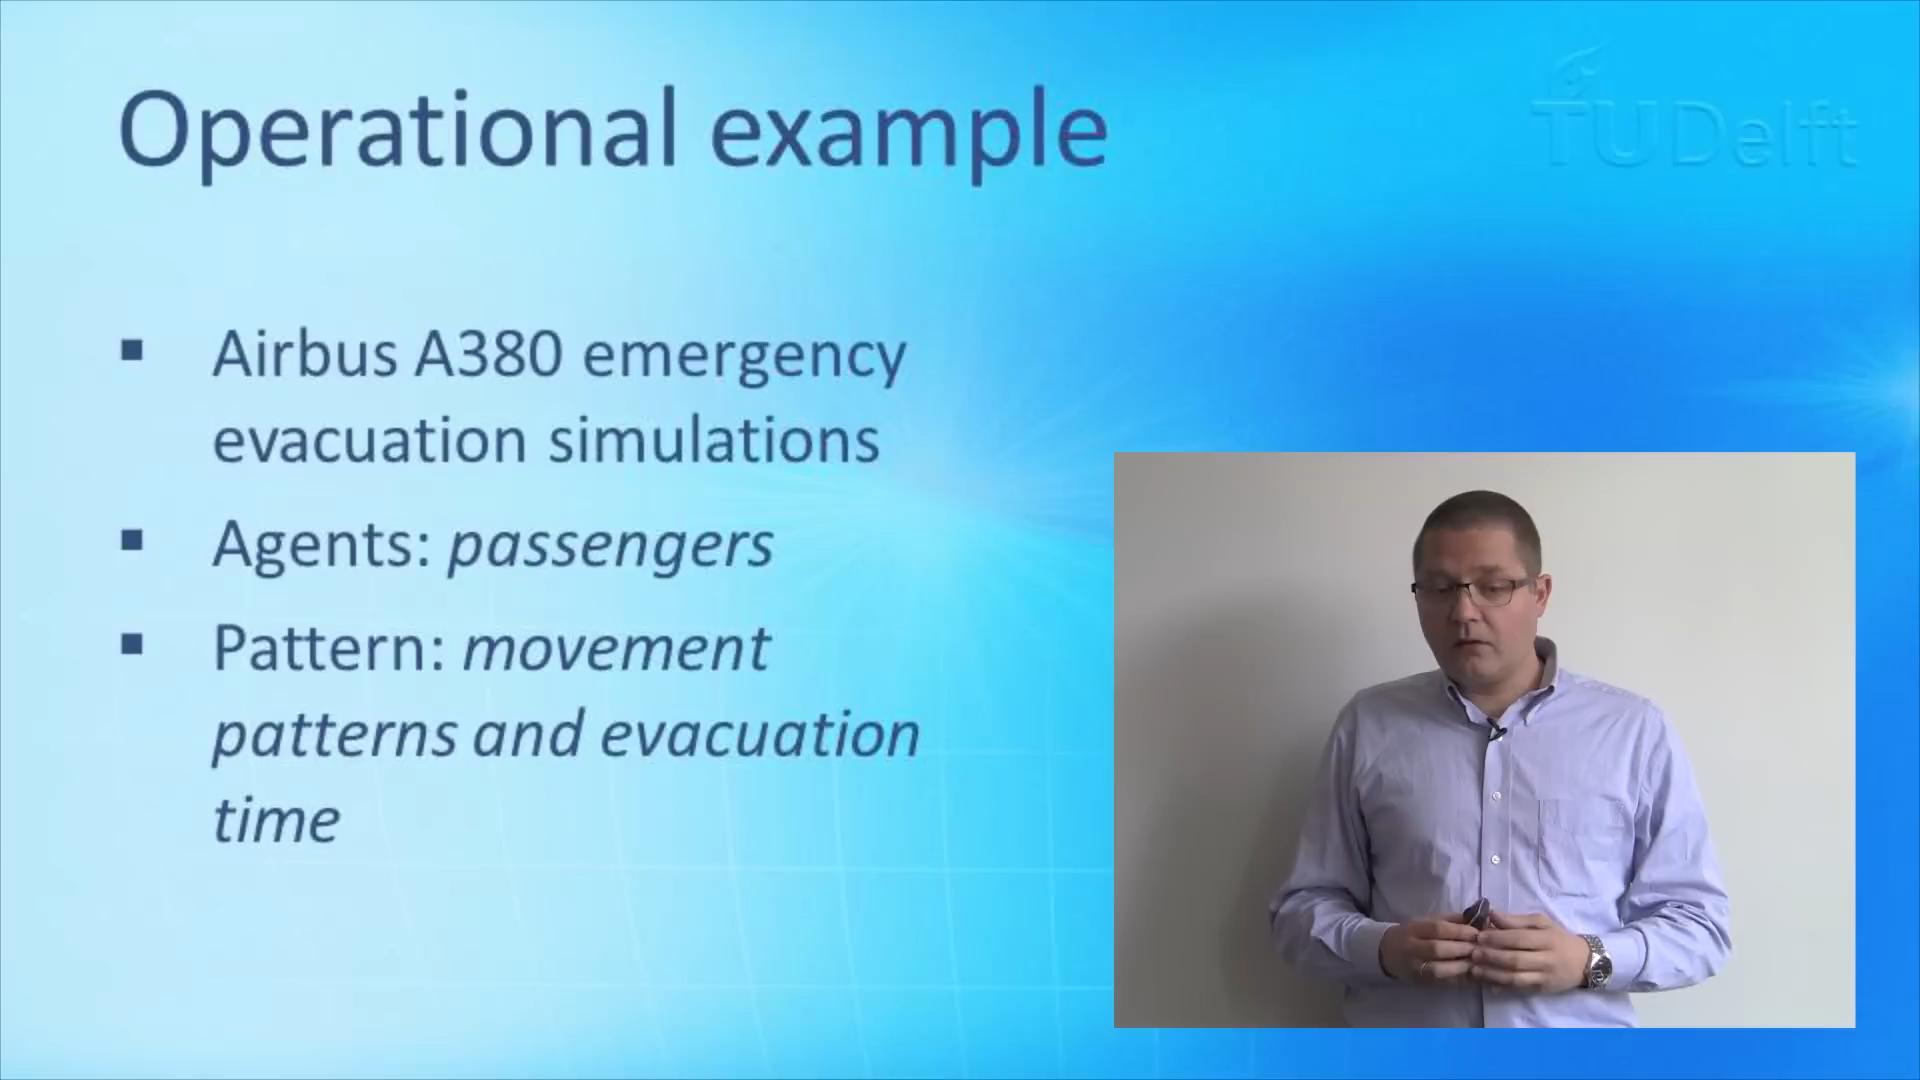 Operational example
TUDelft
▪ Airbus A380 emergency
evacuation simulations
▪ Agents: passengers
▪ Pattern: movement
patterns and evacuation
time